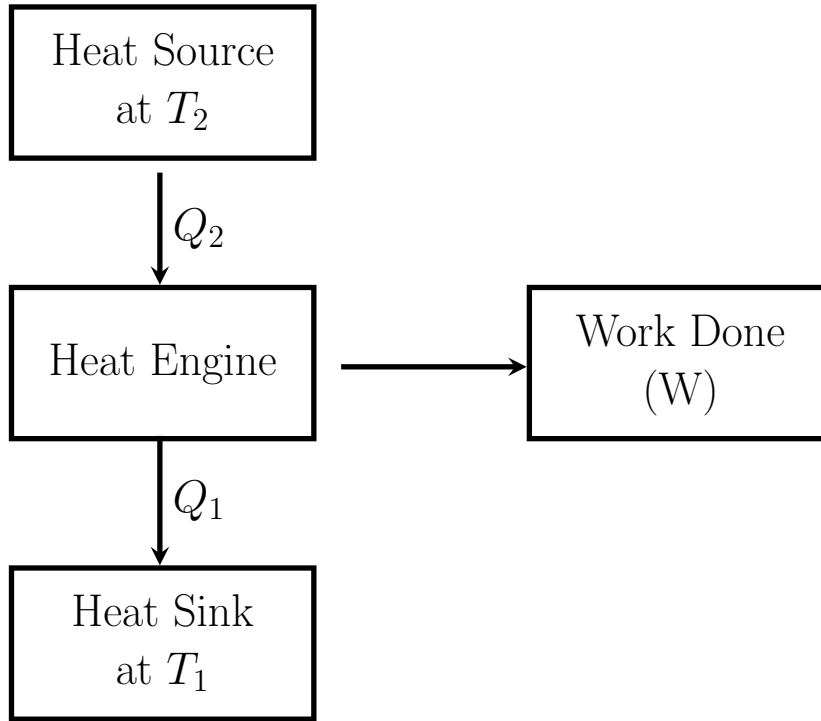 Heat Source
at T₂
Q₂
Heat Engine
Work Done
(W)
Q₁
Heat Sink
at T₁